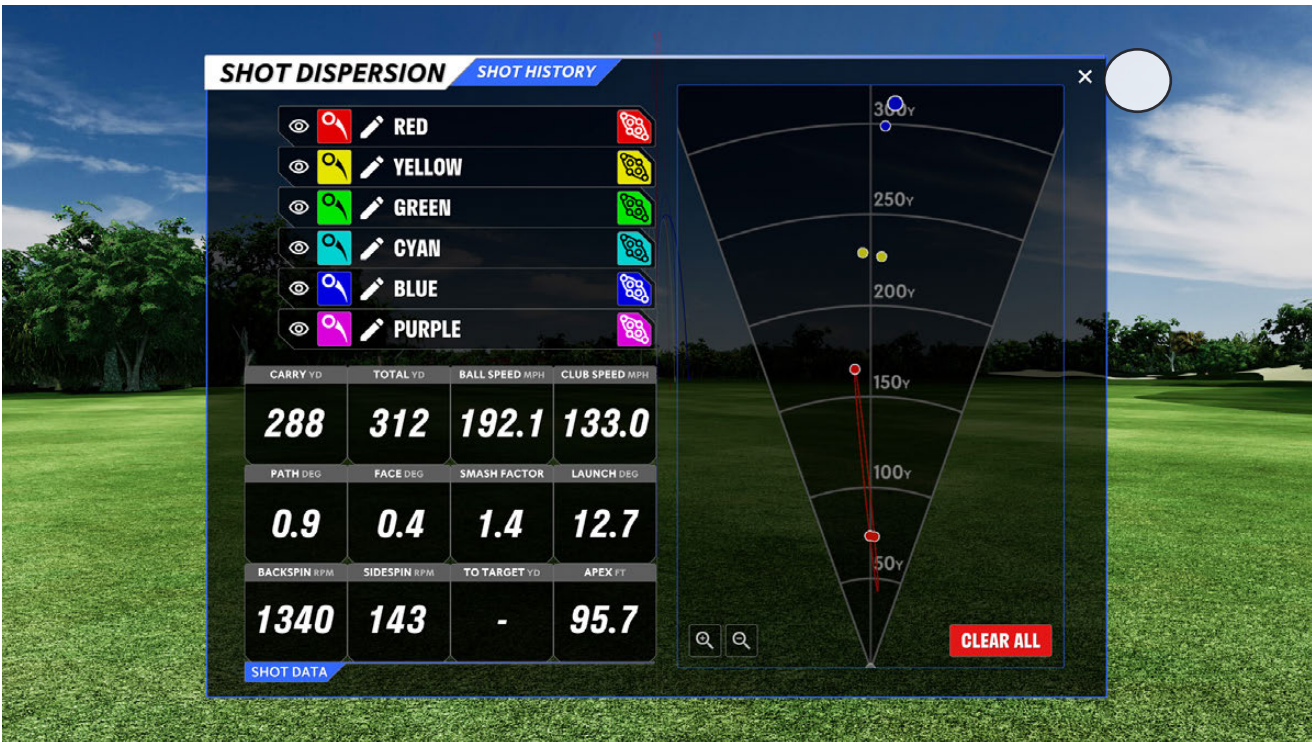 SHOT DISPERSION SHOT HISTORY
RED
YELLOW
GREEN
CYAN
BLUE
PURPLE
CARRY YD TOTAL YD BALL SPEED MPH CLUB SPEED MPH
288 312 192.1 133.0
PATH DEG FACE DEG SMASH FACTOR LAUNCH DEG
0.9 0.4 1.4 12.7
BACKSPIN RPM SIDESPIN RPM TO TARGET YD APEX FT
1340 143 - 95.7
SHOT DATA
300Y
250Y
200Y
150Y
100Y
50Y
CLEAR ALL